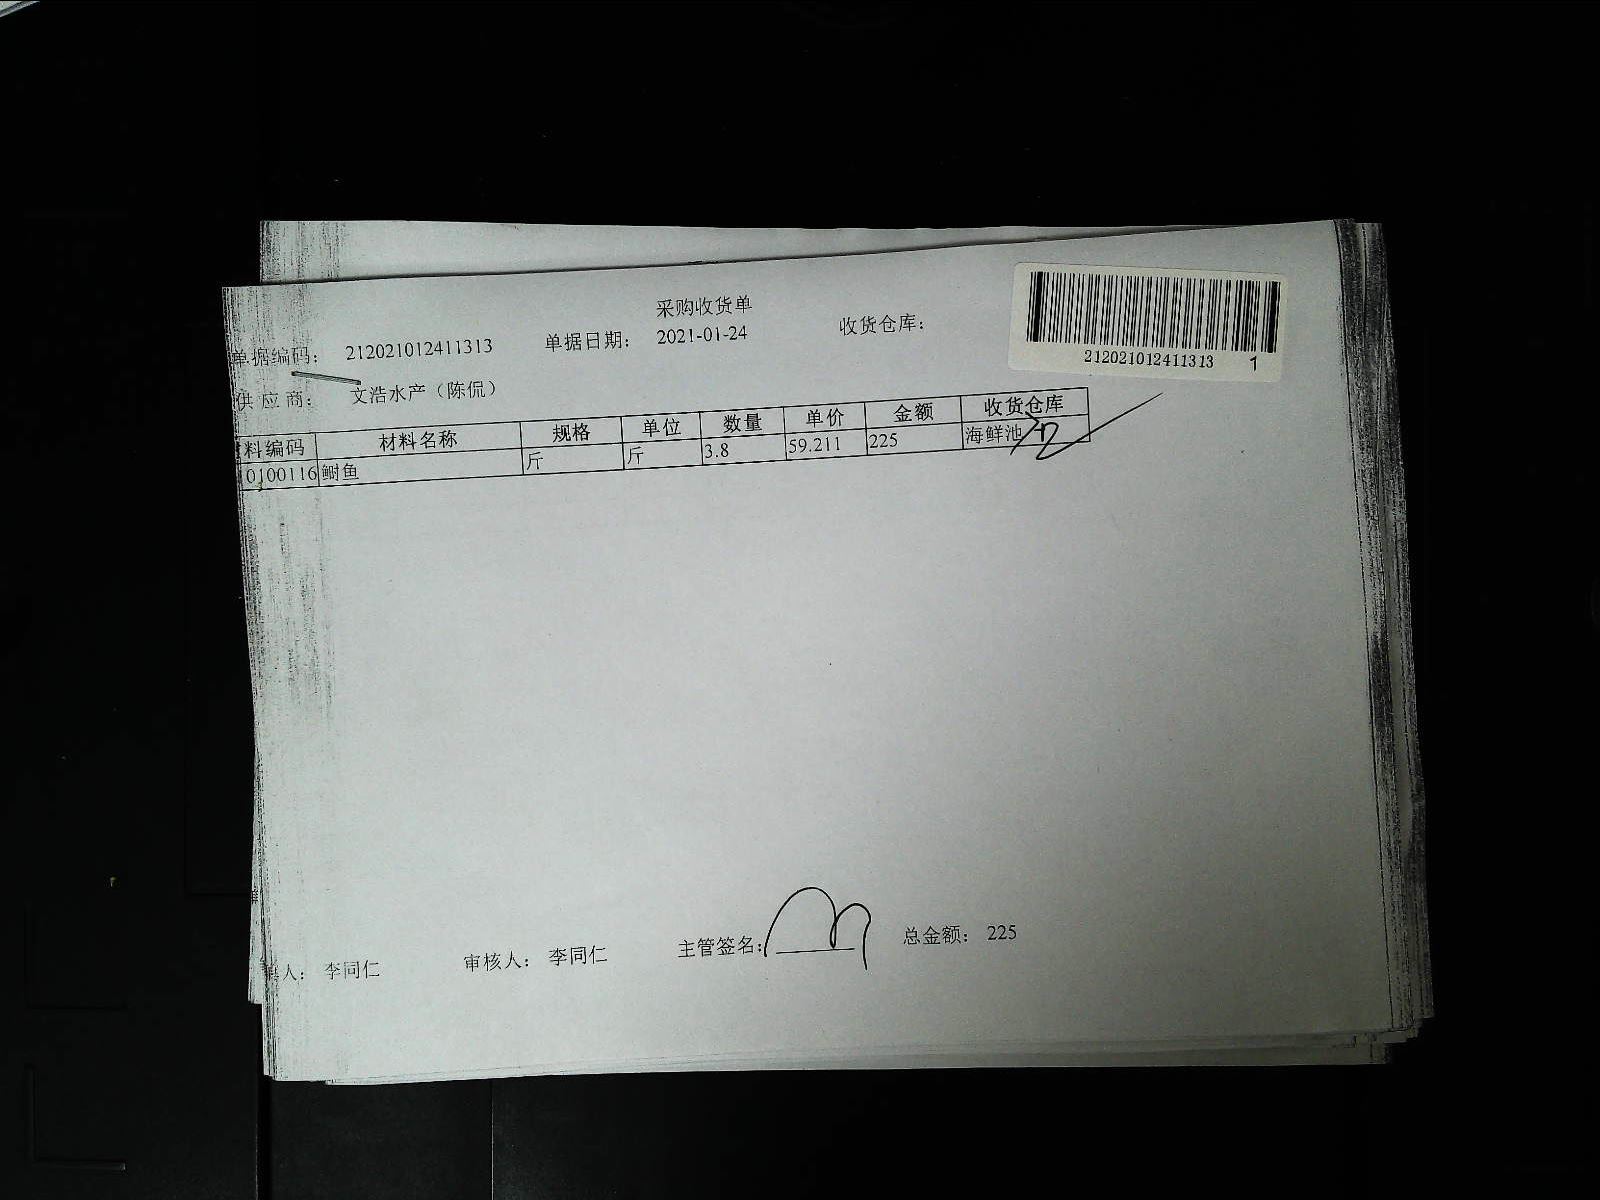 采购收货单
单据编码： 212021012411313 单据日期： 2021-01-24 收货仓库：
212021012411313 1
供应商： 文浩水产（陈侃）
料编码 材料名称 规格 单位 数量 单价 金额 收货仓库
0100116 鲥鱼 斤 斤 3.8 59.211 225 海鲜池
人： 李同仁 审核人： 李同仁 主管签名： 总金额： 225